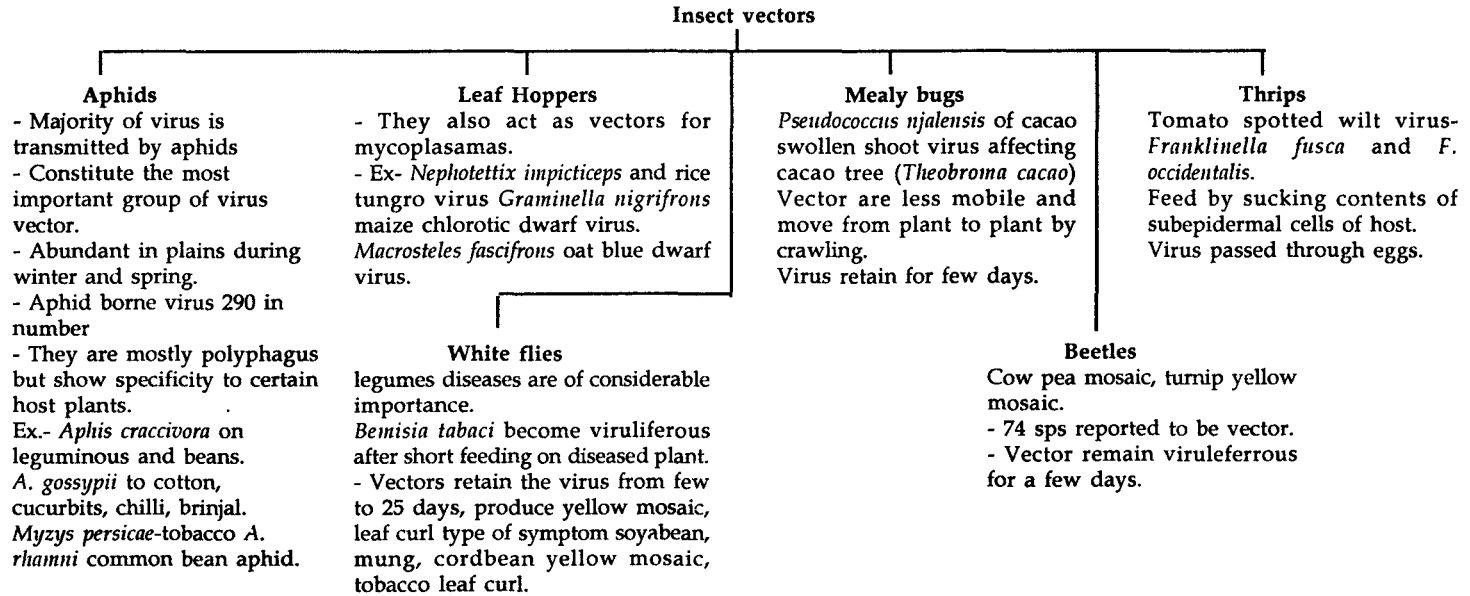 Insect vectors
Aphids
- Majority of virus is
transmitted by aphids
- Constitute the most
important group of virus
vector.
- Abundant in plains during
winter and spring.
- Aphid borne virus 290 in
number
- They are mostly polyphagus
but show specificity to certain
host plants.
Ex.- Aphis craccivora on
leguminous and beans.
A. gossypii to cotton,
cucurbits, chilli, brinjal.
Myzys persicae-tobacco A.
rhamni common bean aphid.
Leaf Hoppers
- They also act as vectors for
mycoplasamas.
- Ex- Nephotettix impicticeps and rice
tungro virus Graminella nigrifrons
maize chlorotic dwarf virus.
Macrosteles fascifrons oat blue dwarf
virus.
White flies
legumes diseases are of considerable
importance.
Bemisia tabaci become viruliferous
after short feeding on diseased plant.
- Vectors retain the virus from few
to 25 days, produce yellow mosaic,
leaf curl type of symptom soyabean,
mung, cordbean yellow mosaic,
tobacco leaf curl.
Mealy bugs
Pseudococcus njalensis of cacao
swollen shoot virus affecting
cacao tree (Theobroma cacao)
Vector are less mobile and
move from plant to plant by
crawling.
Virus retain for few days.
Beetles
Cow pea mosaic, turnip yellow
mosaic.
- 74 sps reported to be vector.
- Vector remain viruleferrous
for a few days.
Thrips
Tomato spotted wilt virus-
Franklinella fusca and F.
occidentalis.
Feed by sucking contents of
subepidermal cells of host.
Virus passed through eggs.